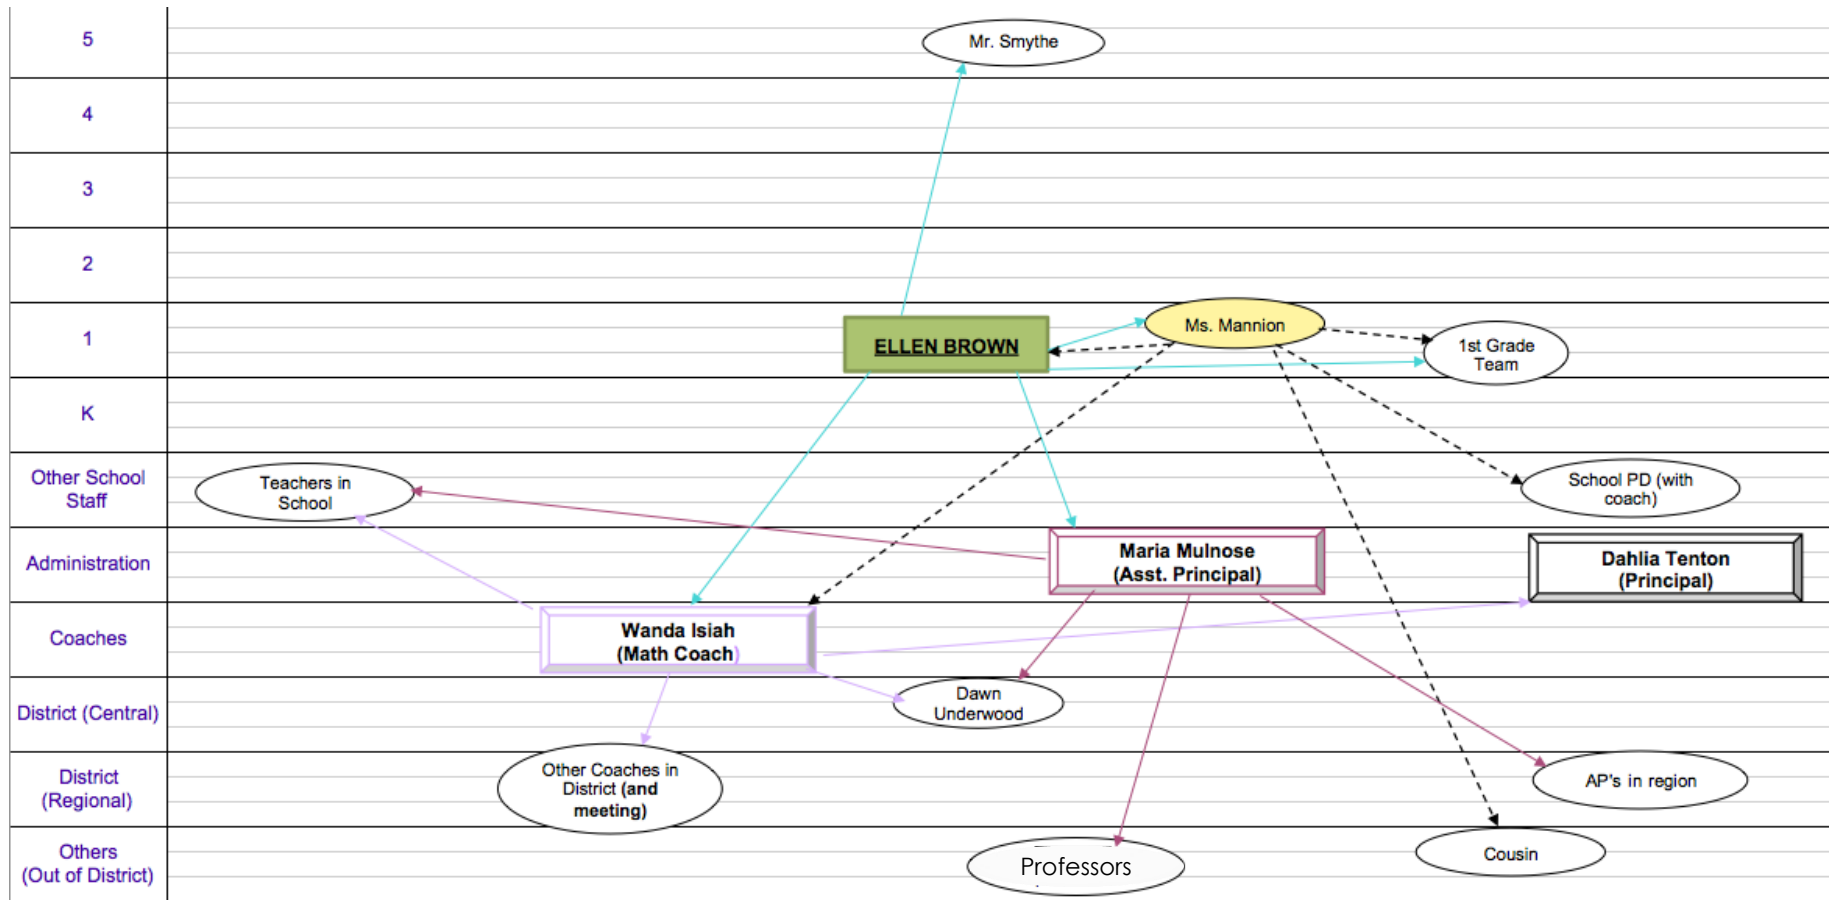 5
Mr. Smythe
4
3
2
1
ELLEN BROWN
Ms. Mannion
1st Grade
Team
K
Other School
Staff
Teachers in
School
School PD (with
coach)
Administration
Maria Mulnose
(Asst. Principal)
Dahlia Tenton
(Principal)
Coaches
Wanda Isiah
(Math Coach)
District (Central)
Dawn
Underwood
District
(Regional)
Other Coaches in
District (and
meeting)
AP's in region
Others
(Out of District)
Professors
Cousin